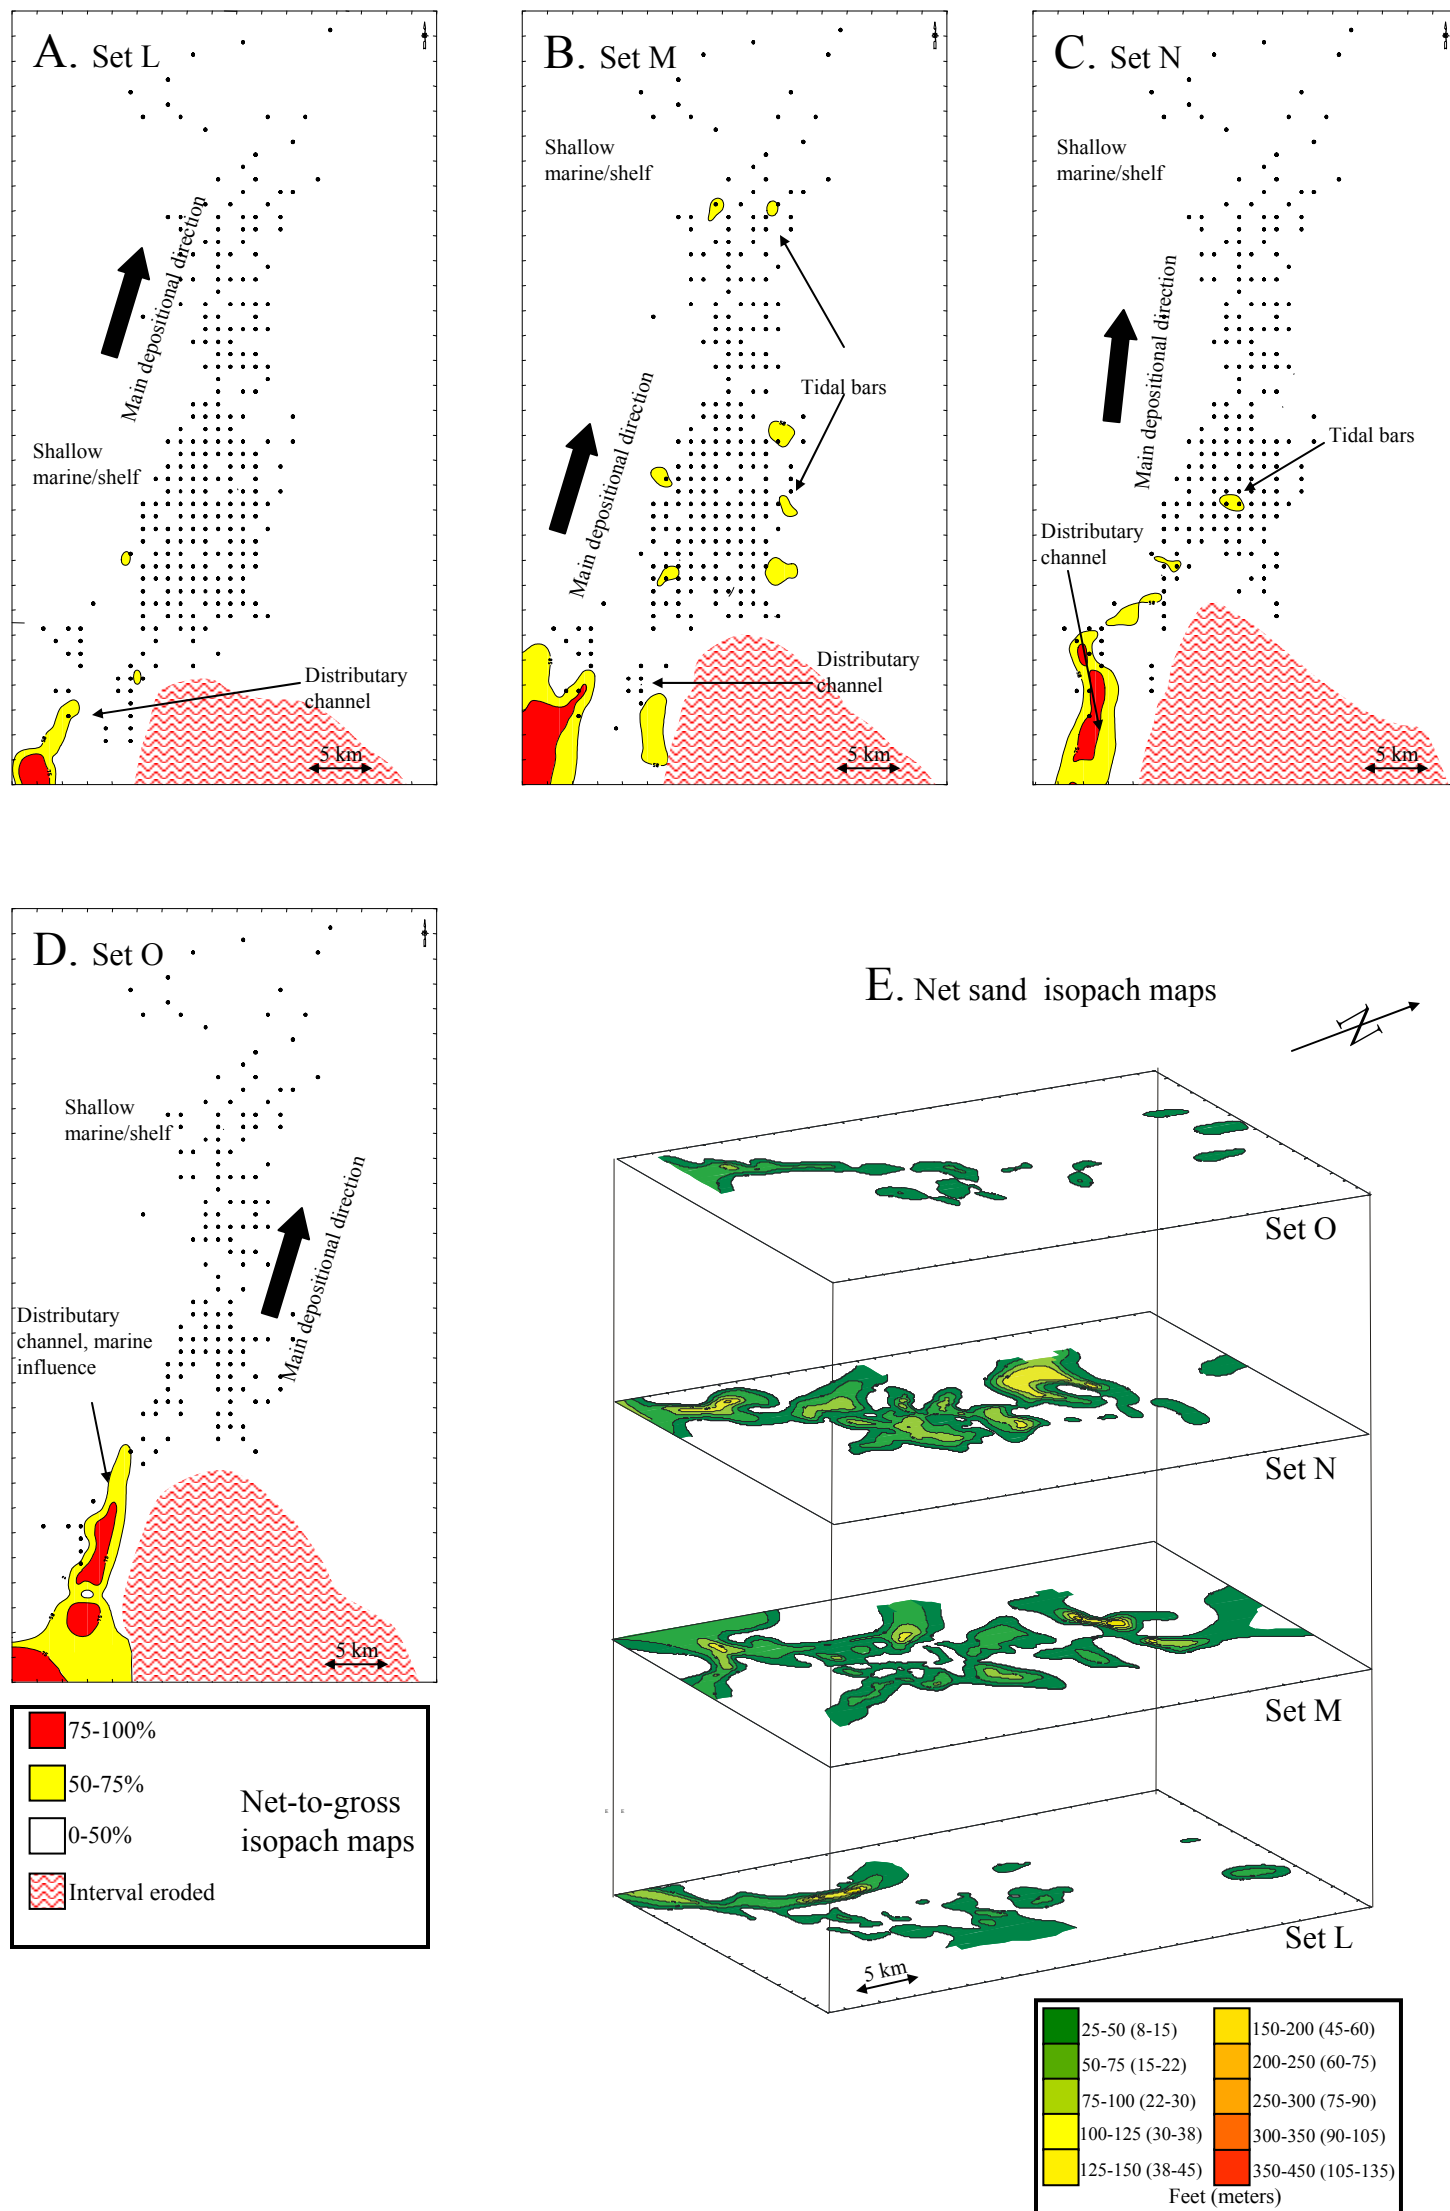 A. Set L
Main depositional direction
Shallow
marine/shelf
Distributary
channel
5 km
B. Set M
Shallow
marine/shelf
Main depositional direction
Tidal bars
Distributary
channel
5 km
C. Set N
Shallow
marine/shelf
Main depositional direction
Tidal bars
Distributary
channel
5 km
D. Set O
Shallow
marine/shelf
Main depositional direction
Distributary
channel, marine
influence
5 km
75-100%
50-75%
0-50%
Interval eroded
Net-to-gross
isopach maps
E. Net sand isopach maps
N
Set O
Set N
Set M
Set L
5 km
25-50 (8-15)
50-75 (15-22)
75-100 (22-30)
100-125 (30-38)
125-150 (38-45)
150-200 (45-60)
200-250 (60-75)
250-300 (75-90)
300-350 (90-105)
350-450 (105-135)
Feet (meters)